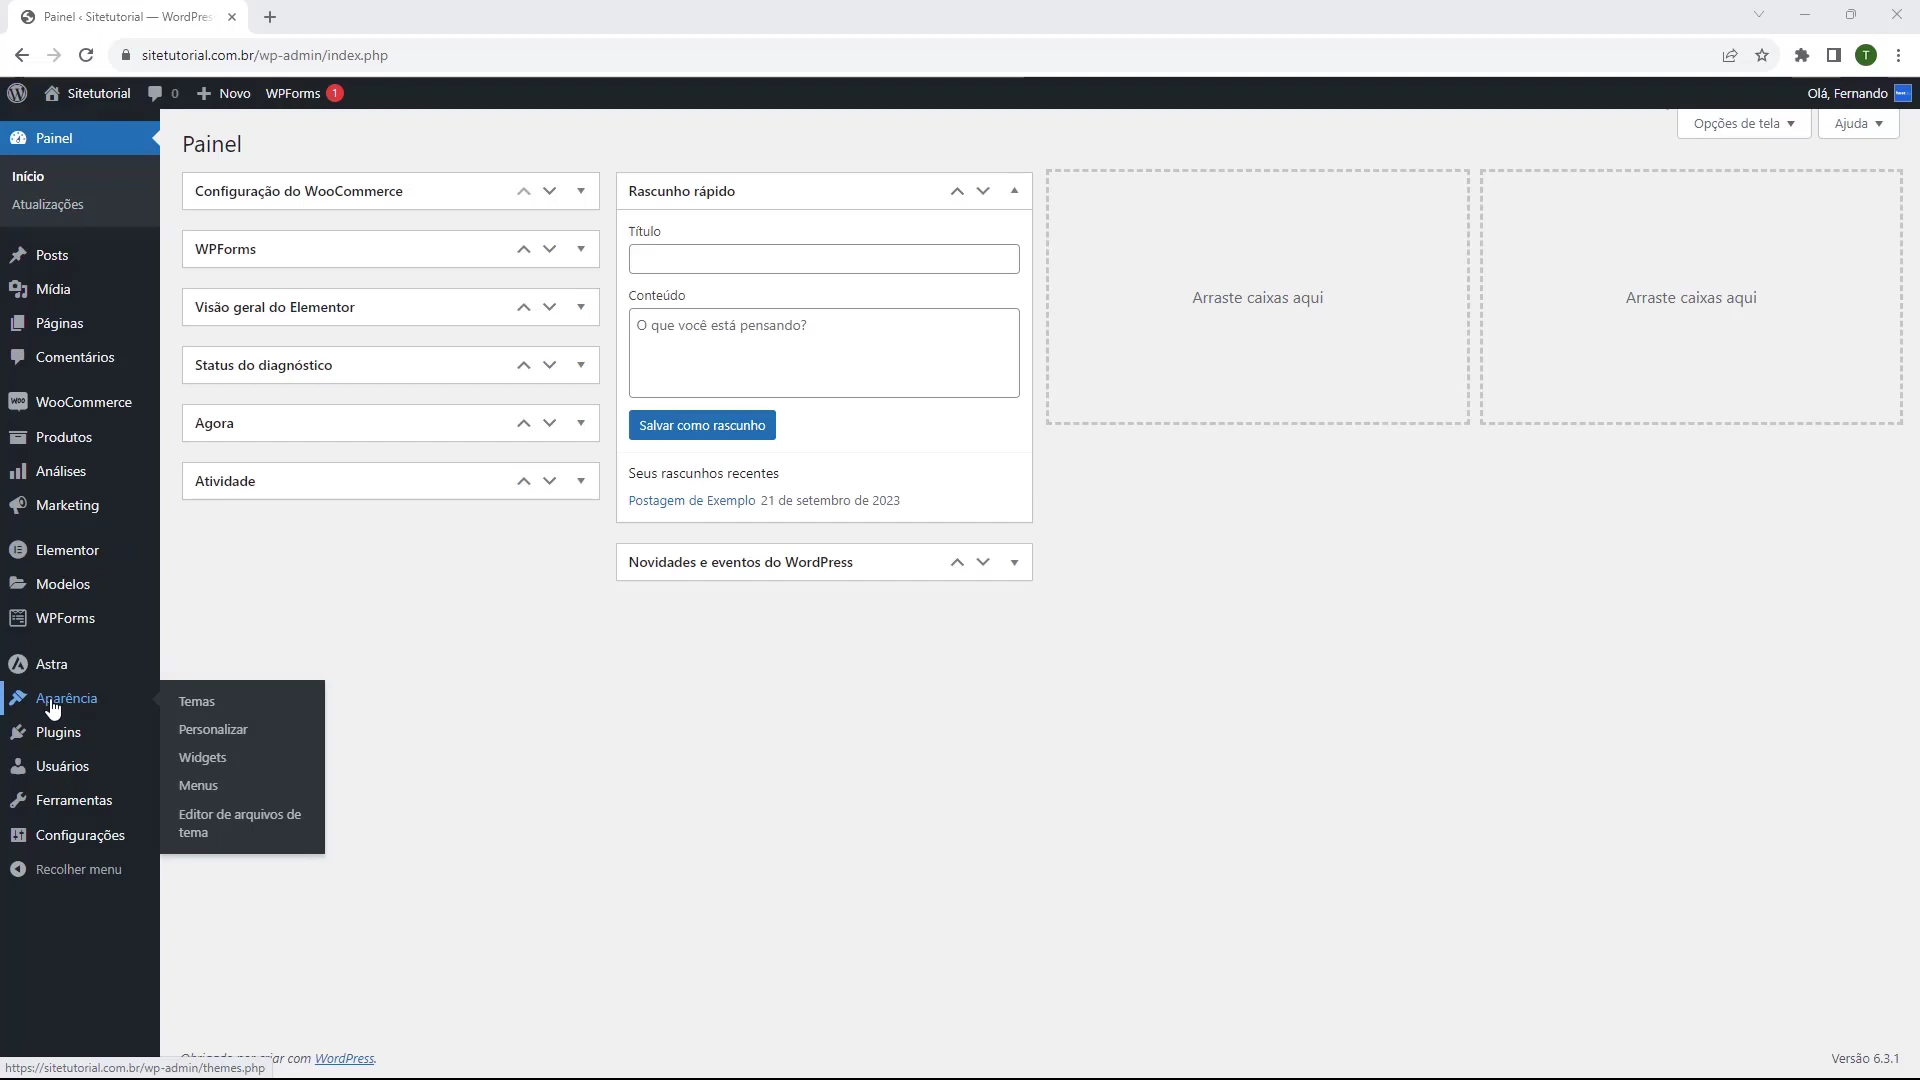 Painel ‹ Sitetutorial — WordPres
sitetutorial.com.br/wp-admin/index.php
T
Sitetutorial
0
Novo
WPForms 1
Olá, Fernando
Painel
Início
Atualizações
Posts
Mídia
Páginas
Comentários
WooCommerce
Produtos
Análises
Marketing
Elementor
Modelos
WPForms
Astra
Aparência
Plugins
Usuários
Ferramentas
Configurações
Recolher menu
Temas
Personalizar
Widgets
Menus
Editor de arquivos de
tema
Painel
Opções de tela
Ajuda
Configuração do WooCommerce
WPForms
Visão geral do Elementor
Status do diagnóstico
Agora
Atividade
Rascunho rápido
Título
Conteúdo
O que você está pensando?
Salvar como rascunho
Seus rascunhos recentes
Postagem de Exemplo 21 de setembro de 2023
Novidades e eventos do WordPress
Arraste caixas aqui
Arraste caixas aqui
criar com WordPress.
Versão 6.3.1
https://sitetutorial.com.br/wp-admin/themes.php